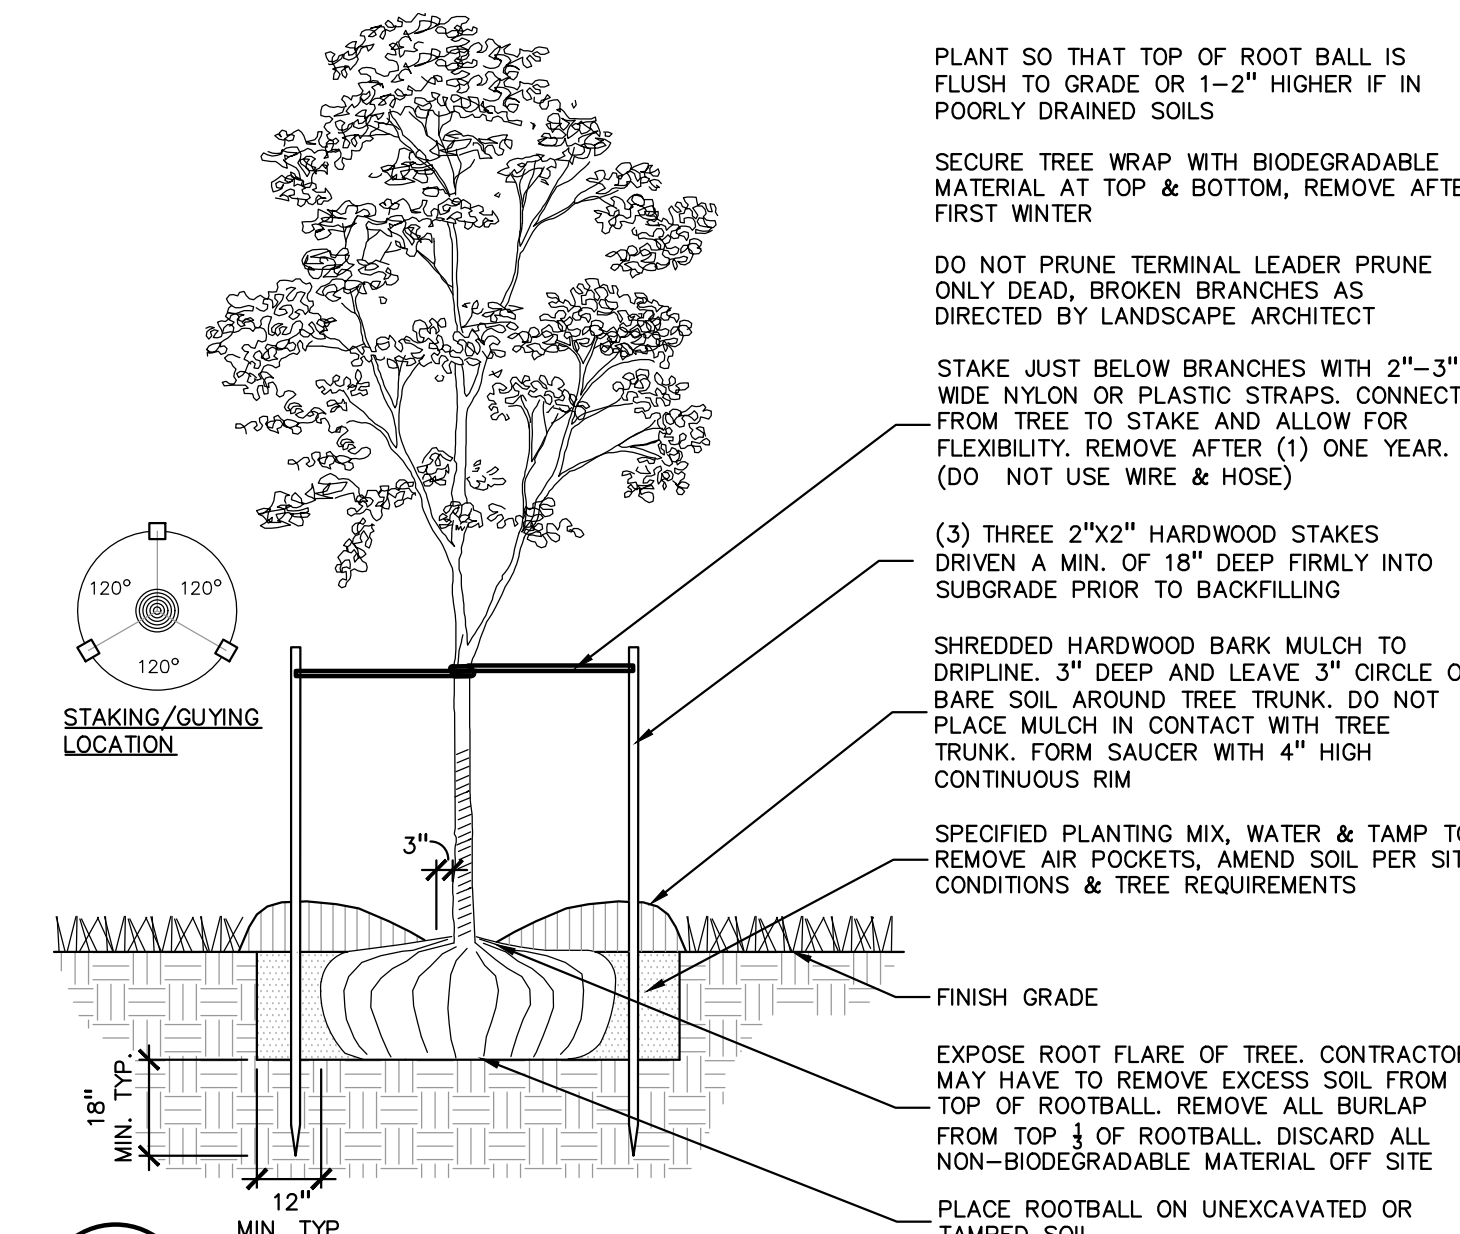 PLANT SO THAT TOP OF ROOT BALL IS
FLUSH TO GRADE OR 1-2" HIGHER IF IN
POORLY DRAINED SOILS
SECURE TREE WRAP WITH BIODEGRADABLE
MATERIAL AT TOP & BOTTOM, REMOVE AFTE
FIRST WINTER
DO NOT PRUNE TERMINAL LEADER PRUNE
ONLY DEAD, BROKEN BRANCHES AS
DIRECTED BY LANDSCAPE ARCHITECT
STAKE JUST BELOW BRANCHES WITH 2"-3"
WIDE NYLON OR PLASTIC STRAPS. CONNECT
FROM TREE TO STAKE AND ALLOW FOR
FLEXIBILITY. REMOVE AFTER (1) ONE YEAR.
(DO NOT USE WIRE & HOSE)
(3) THREE 2"X2" HARDWOOD STAKES
DRIVEN A MIN. OF 18" DEEP FIRMLY INTO
SUBGRADE PRIOR TO BACKFILLING
SHREDDED HARDWOOD BARK MULCH TO
DRIPLINE. 3" DEEP AND LEAVE 3" CIRCLE O
BARE SOIL AROUND TREE TRUNK. DO NOT
PLACE MULCH IN CONTACT WITH TREE
TRUNK. FORM SAUCER WITH 4" HIGH
CONTINUOUS RIM
SPECIFIED PLANTING MIX, WATER & TAMP TO
REMOVE AIR POCKETS, AMEND SOIL PER SIT
CONDITIONS & TREE REQUIREMENTS
FINISH GRADE
EXPOSE ROOT FLARE OF TREE. CONTRACTOR
MAY HAVE TO REMOVE EXCESS SOIL FROM
TOP OF ROOTBALL. REMOVE ALL BURLAP
FROM TOP 1/3 OF ROOTBALL. DISCARD ALL
NON-BIODEGRADABLE MATERIAL OFF SITE
PLACE ROOTBALL ON UNEXCAVATED OR
TAMPED SOIL
120° 120°
120°
STAKING/GUYING
LOCATION
3"
18"
MIN. TYP.
12"
MIN. TYP.